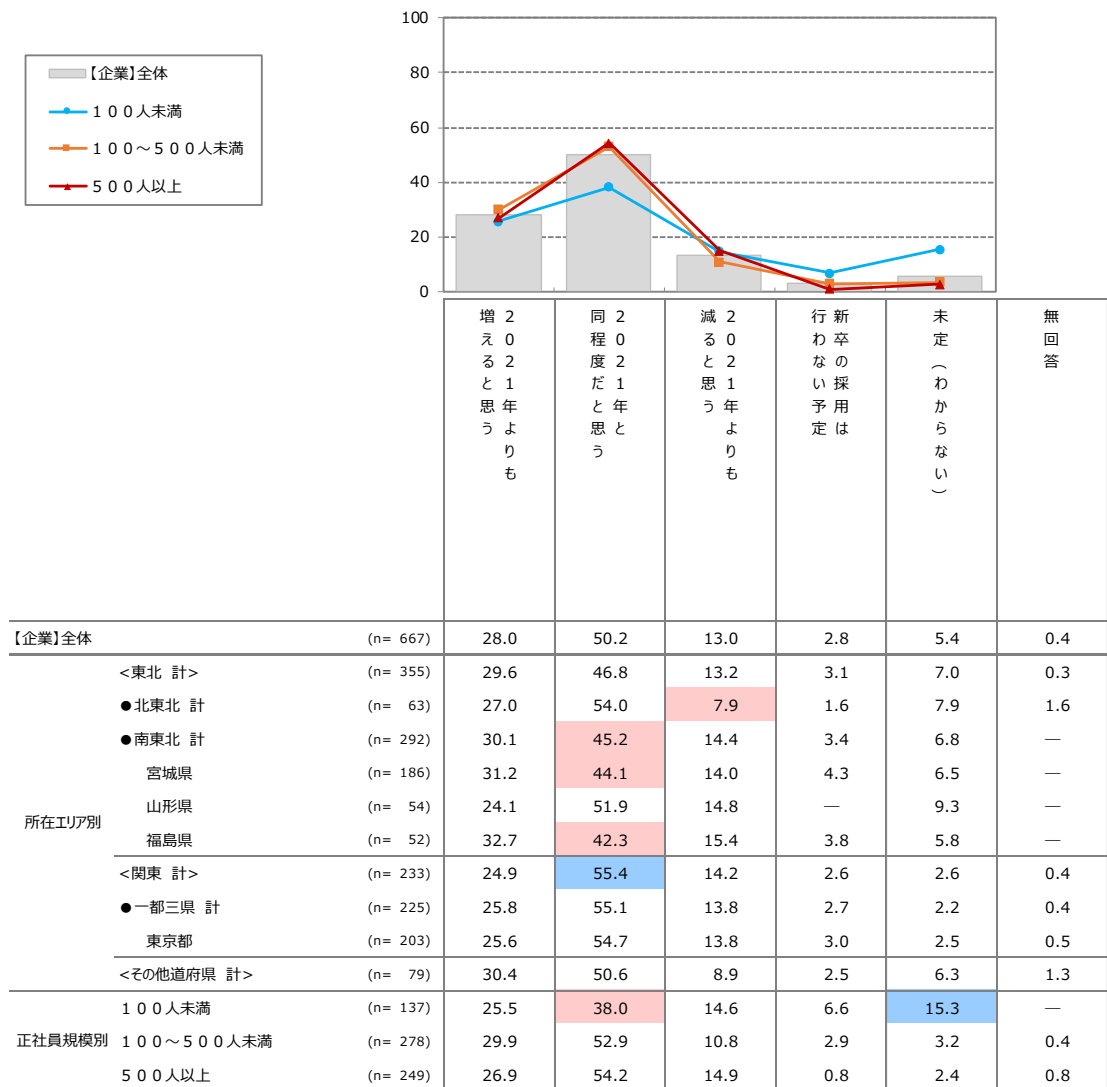 100
80
60
40
20
0
【企業】全体
１００人未満
１００～５００人未満
５００人以上
２０２１年よりも
増えると思う
２０２１年と
同程度だと思う
２０２１年よりも
減ると思う
新卒の採用は
行わない予定
未定（わからない）
無回答
【企業】全体 (n= 667) 28.0 50.2 13.0 2.8 5.4 0.4
所在エリア別
<東北 計> (n= 355) 29.6 46.8 13.2 3.1 7.0 0.3
●北東北 計 (n= 63) 27.0 54.0 7.9 1.6 7.9 1.6
●南東北 計 (n= 292) 30.1 45.2 14.4 3.4 6.8 ―
宮城県 (n= 186) 31.2 44.1 14.0 4.3 6.5 ―
山形県 (n= 54) 24.1 51.9 14.8 ― 9.3 ―
福島県 (n= 52) 32.7 42.3 15.4 3.8 5.8 ―
<関東 計> (n= 233) 24.9 55.4 14.2 2.6 2.6 0.4
●一都三県 計 (n= 225) 25.8 55.1 13.8 2.7 2.2 0.4
東京都 (n= 203) 25.6 54.7 13.8 3.0 2.5 0.5
<その他道府県 計> (n= 79) 30.4 50.6 8.9 2.5 6.3 1.3
正社員規模別
１００人未満 (n= 137) 25.5 38.0 14.6 6.6 15.3 ―
１００～５００人未満 (n= 278) 29.9 52.9 10.8 2.9 3.2 0.4
５００人以上 (n= 249) 26.9 54.2 14.9 0.8 2.4 0.8